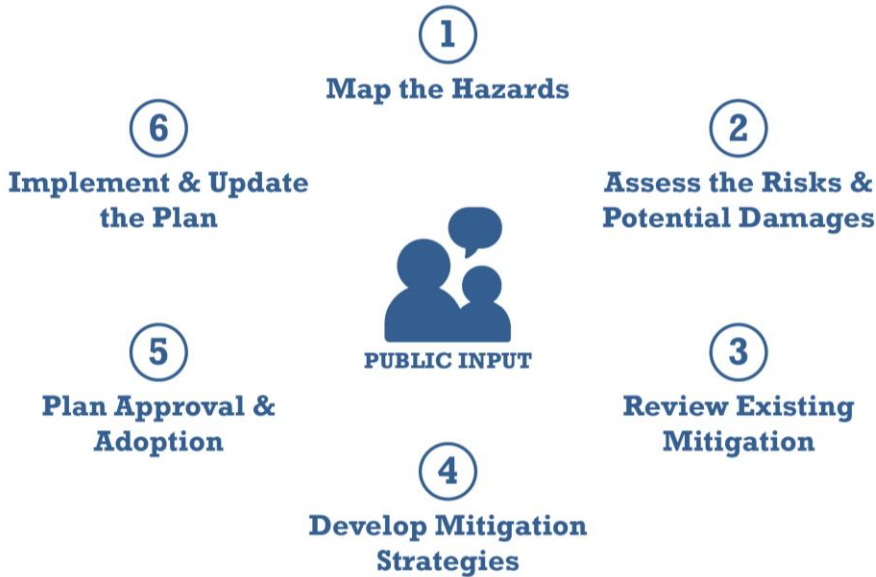 1
Map the Hazards
2
Assess the Risks &
Potential Damages
3
Review Existing
Mitigation
4
Develop Mitigation
Strategies
5
Plan Approval &
Adoption
6
Implement & Update
the Plan
PUBLIC INPUT